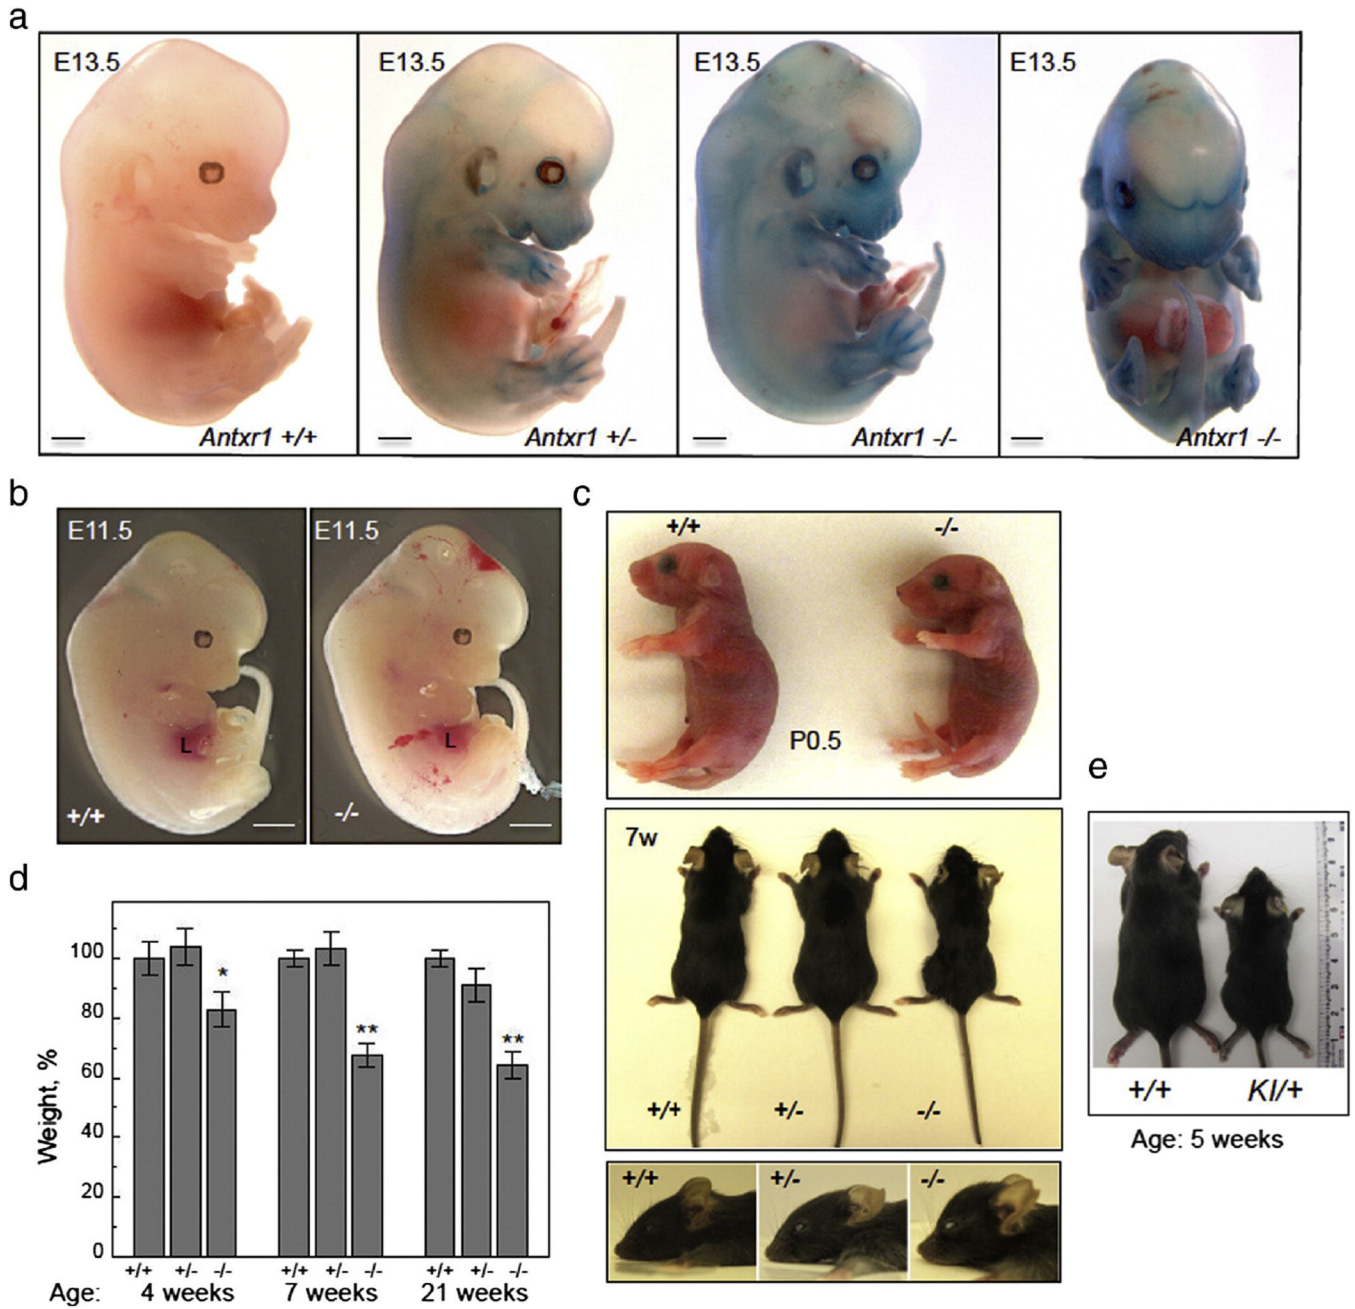 a
E13.5
E13.5
E13.5
E13.5
Antxr1 +/+
Antxr1 +/-
Antxr1 -/-
Antxr1 -/-
b
E11.5
E11.5
L
L
+/+
-/-
c
+/+
-/-
P0.5
7w
+/+
+/-
-/-
+/+
+/-
-/-
d
Weight, %
100
80
60
40
20
0
*
**
**
+/+ +/- -/-
+/+ +/- -/-
+/+ +/- -/-
Age: 4 weeks 7 weeks 21 weeks
e
+/+
KI/+
Age: 5 weeks